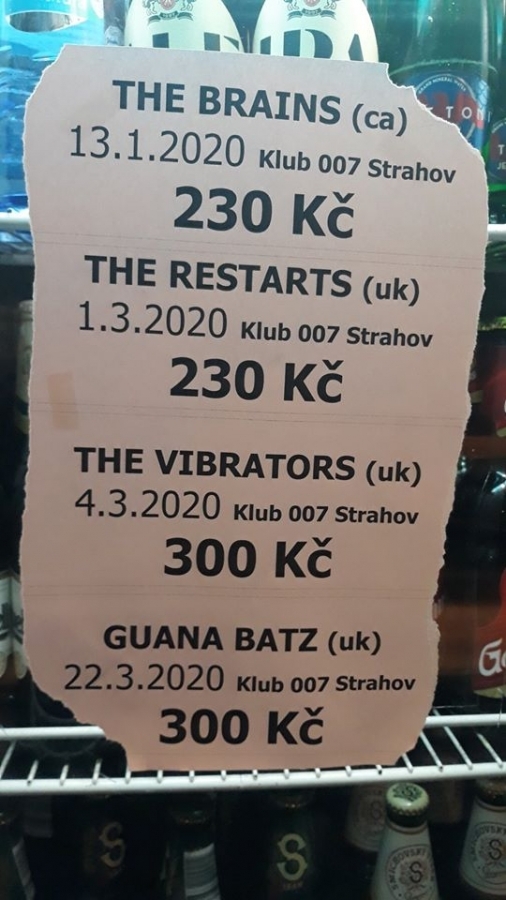 THE BRAINS (ca)
13.1.2020 Klub 007 Strahov
230 Kč
THE RESTARTS (uk)
1.3.2020 Klub 007 Strahov
230 Kč
THE VIBRATORS (uk)
4.3.2020 Klub 007 Strahov
300 Kč
GUANA BATZ (uk)
22.3.2020 Klub 007 Strahov
300 Kč